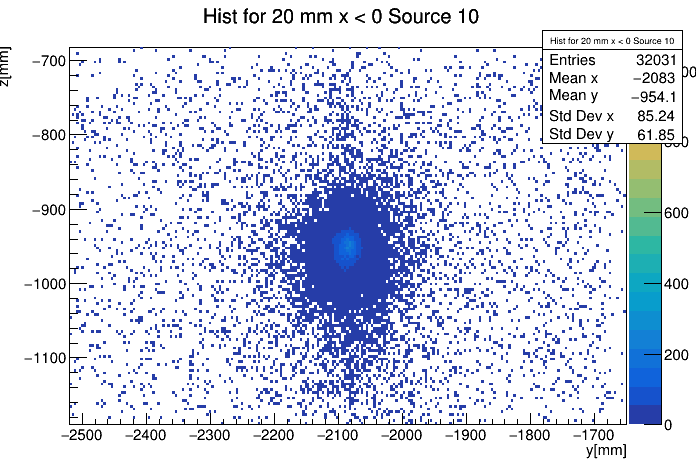 Hist for 20 mm x < 0 Source 10
z[mm]
Hist for 20 mm x < 0 Source 10
Entries 32031
Mean x −2083
Mean y −954.1
Std Dev x 85.24
Std Dev y 61.85
−700
−800
−900
−1000
−1100
600
400
200
0
−2500 −2400 −2300 −2200 −2100 −2000 −1900 −1800 −1700
y[mm]